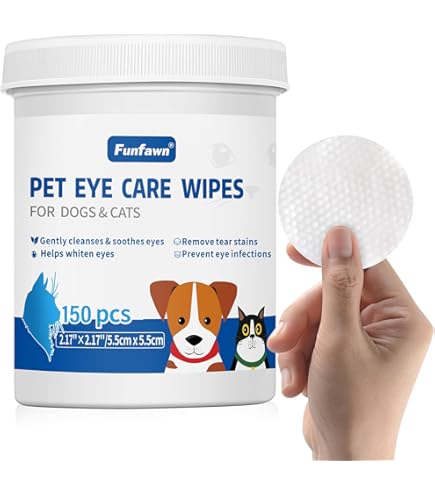 Funfawn®
PET EYE CARE WIPES
FOR DOGS & CATS
Gently cleanses & soothes eyes
Remove tear stains
Helps whiten eyes
Prevent eye infections
150 pcs
2.17"×2.17"/5.5cm x 5.5cm